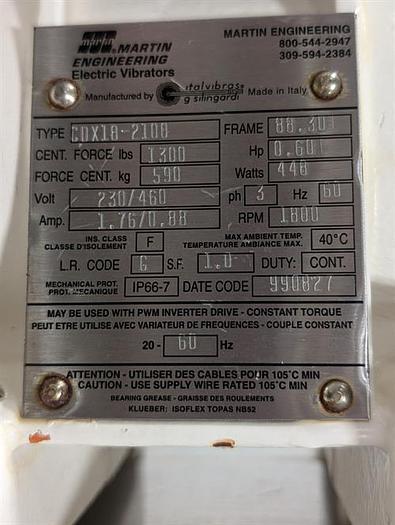 martin MARTIN ENGINEERING
ENGINEERING 800-544-2947
Electric Vibrators 309-594-2384
Manufactured by italvibras g silingardi Made in Italy
TYPE CDX18-2108 FRAME 88.30
CENT. FORCE lbs 1300 Hp 0.60
FORCE CENT. kg 590 Watts 448
Volt 230/460 ph 3 Hz 60
Amp. 1.76/0.88 RPM 1800
INS. CLASS F MAX AMBIENT TEMP. 40°C
CLASSE D'ISOLEMENT TEMPERATURE AMBIANCE MAX.
L.R. CODE G S.F. 1.0 DUTY: CONT.
MECHANICAL PROT. IP66-7 DATE CODE 990827
PROT. MECANIQUE
MAY BE USED WITH PWM INVERTER DRIVE - CONSTANT TORQUE
PEUT ETRE UTILISE AVEC VARIATEUR DE FREQUENCES - COUPLE CONSTANT
20- 60 Hz
ATTENTION - UTILISER DES CABLES POUR 105°C MIN
CAUTION - USE SUPPLY WIRE RATED 105°C MIN
BEARING GREASE - GRAISSE DES ROULEMENTS
KLUEBER: ISOFLEX TOPAS NB52